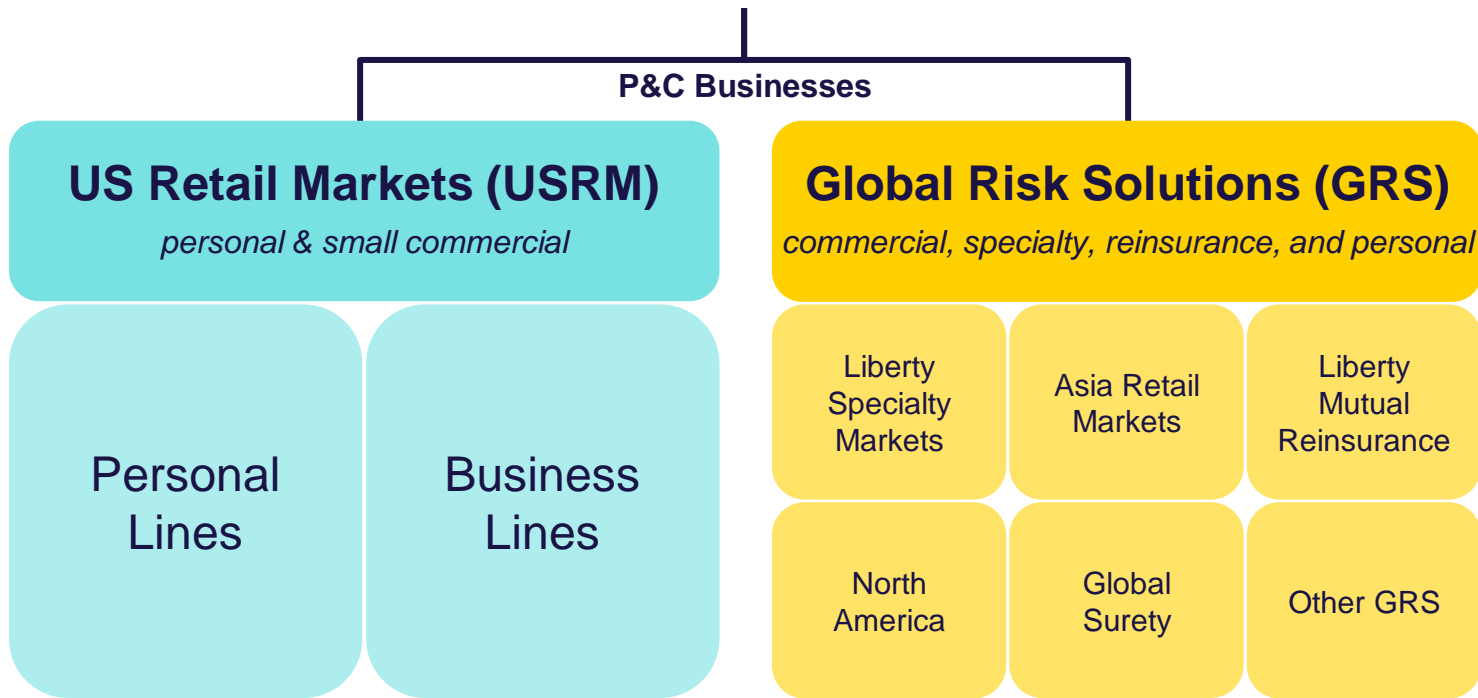 P&C Businesses
US Retail Markets (USRM)
personal & small commercial
Global Risk Solutions (GRS)
commercial, specialty, reinsurance, and personal
Personal
Lines
Business
Lines
Liberty
Specialty
Markets
Asia Retail
Markets
Liberty
Mutual
Reinsurance
North
America
Global
Surety
Other GRS